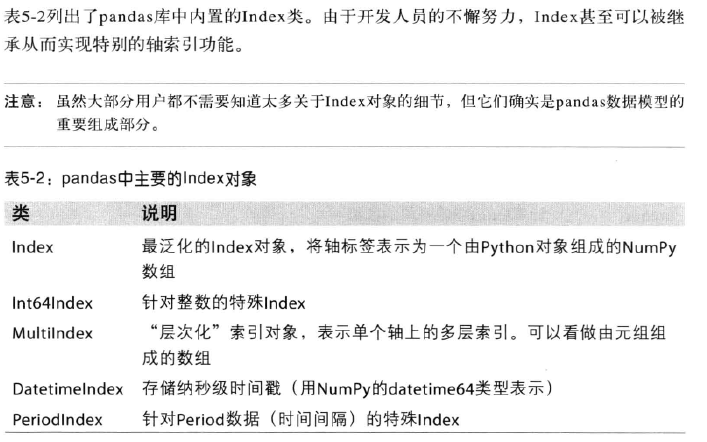 表5-2列出了pandas库中内置的Index类。由于开发人员的不懈努力，Index甚至可以被继
承从而实现特别的轴索引功能。
注意： 虽然大部分用户都不需要知道太多关于Index对象的细节，但它们确实是pandas数据模型的
重要组成部分。
表5-2：pandas中主要的Index对象
类 说明
Index 最泛化的Index对象，将轴标签表示为一个由Python对象组成的NumPy
数组
Int64Index 针对整数的特殊Index
MultiIndex “层次化”索引对象，表示单个轴上的多层索引。可以看做由元组组
成的数组
DatetimeIndex 存储纳秒级时间戳（用NumPy的datetime64类型表示）
PeriodIndex 针对Period数据（时间间隔）的特殊Index